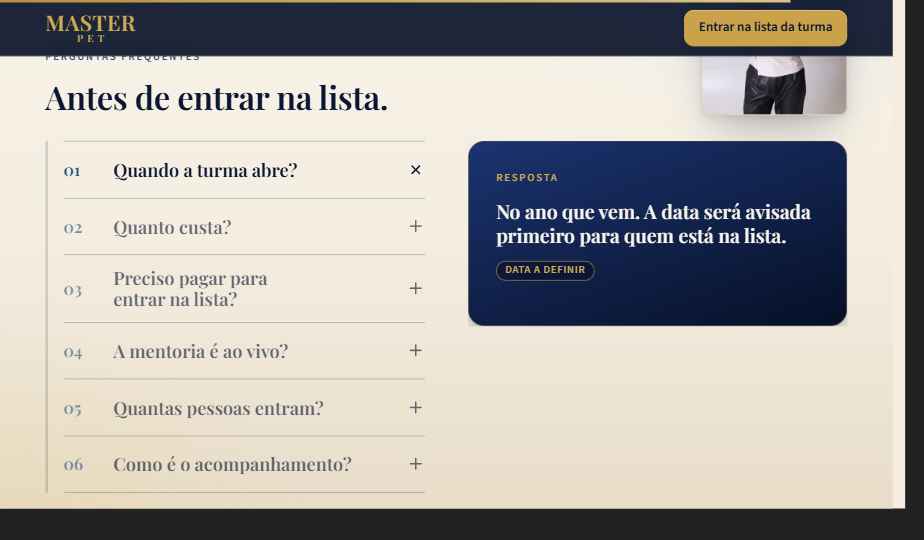 MASTER
PET
Entrar na lista da turma
PERGUNTAS FREQUENTES
Antes de entrar na lista.
01 Quando a turma abre? ×
02 Quanto custa? +
03 Preciso pagar para
entrar na lista? +
04 A mentoria é ao vivo? +
05 Quantas pessoas entram? +
06 Como é o acompanhamento? +
RESPOSTA
No ano que vem. A data será avisada
primeiro para quem está na lista.
DATA A DEFINIR